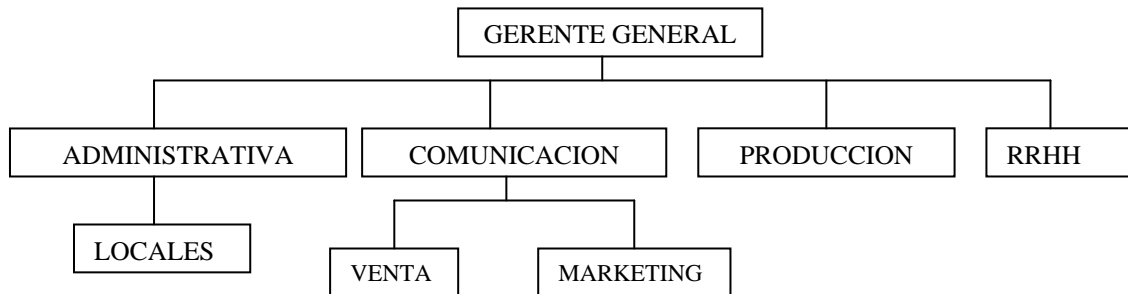 GERENTE GENERAL
ADMINISTRATIVA
COMUNICACION
PRODUCCION
RRHH
LOCALES
VENTA
MARKETING